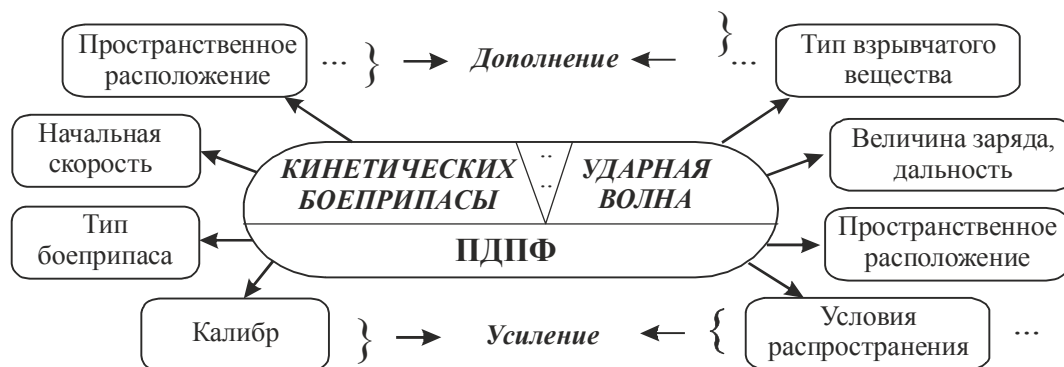 Пространственное
расположение
... }
Дополнение
} ...
Тип взрывчатого
вещества
Начальная
скорость
КИНЕТИЧЕСКИХ
БОЕПРИПАСЫ
..
..
УДАРНАЯ
ВОЛНА
Величина заряда,
дальность
Тип
боеприпаса
ПДПФ
Пространственное
расположение
Калибр
}
Усиление
{
Условия
распространения
...